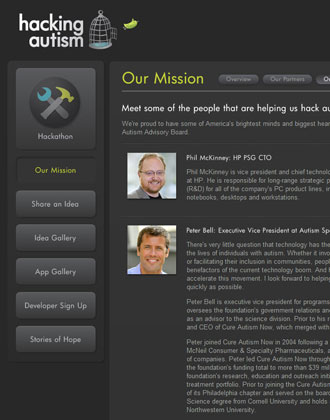 hacking
autism
Hackathon
Our Mission
Share an Idea
Idea Gallery
App Gallery
Developer Sign Up
Stories of Hope
Our Mission
Overview
Our Partners
Meet some of the people that are helping us hack au
We're proud to have some of America's brightest minds and biggest hear
Autism Advisory Board.
Phil McKinney: HP PSG CTO
Phil McKinney is vice president and chief technolo
at HP. He is responsible for long-range strategic p
(R&D) for all of the company's PC product lines, in
notebooks, desktops and workstations.
Peter Bell: Executive Vice President at Autism Spe
There's very little question that technology has the
the lives of individuals with autism. Whether it invo
or facilitating their inclusion in communities, people
benefactors of the current technology boom. And H
accelerate this movement. I look forward to helping
quickly as possible.
Peter Bell is executive vice president for programs
oversees the foundation's government relations an
as an advisor to the science division. Prior to his r
and CEO of Cure Autism Now, which merged with
Peter joined Cure Autism Now in 2004 following a
McNeil Consumer & Specialty Pharmaceuticals, a
of companies. Peter led Cure Autism Now through
the foundation's funding total to more than $39 mil
foundation's research, education and outreach initi
treatment portfolio. Prior to joining the Cure Autism
of its Philadelphia chapter and served on the board
Science degree from Cornell University and holds
Northwestern University.